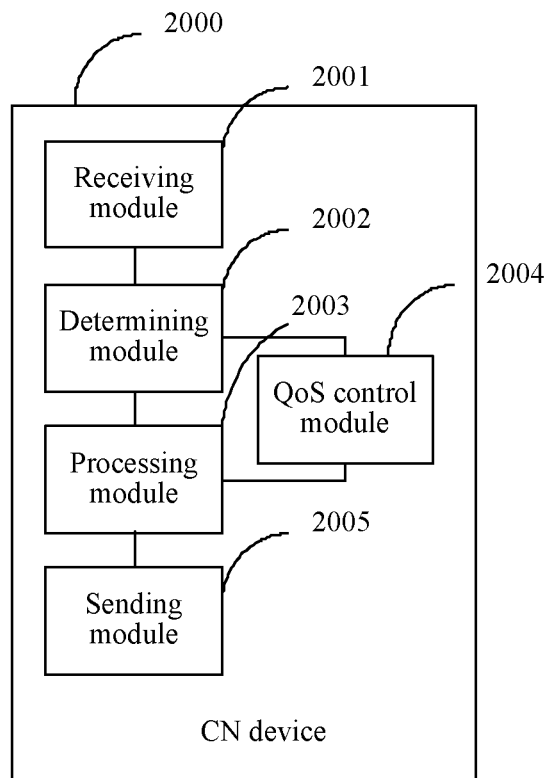 2000
2001
Receiving
module
2002
2004
Determining
module
2003
QoS control
module
Processing
module
2005
Sending
module
CN device